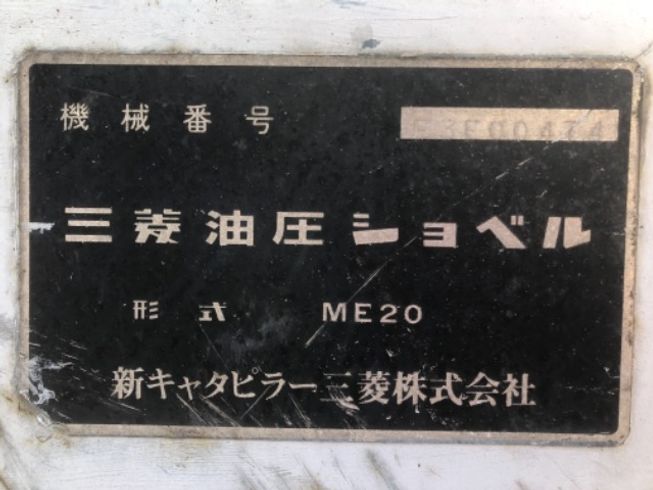 機械番号
三菱油圧ショベル
形式 ME20
新キャタピラー三菱株式会社